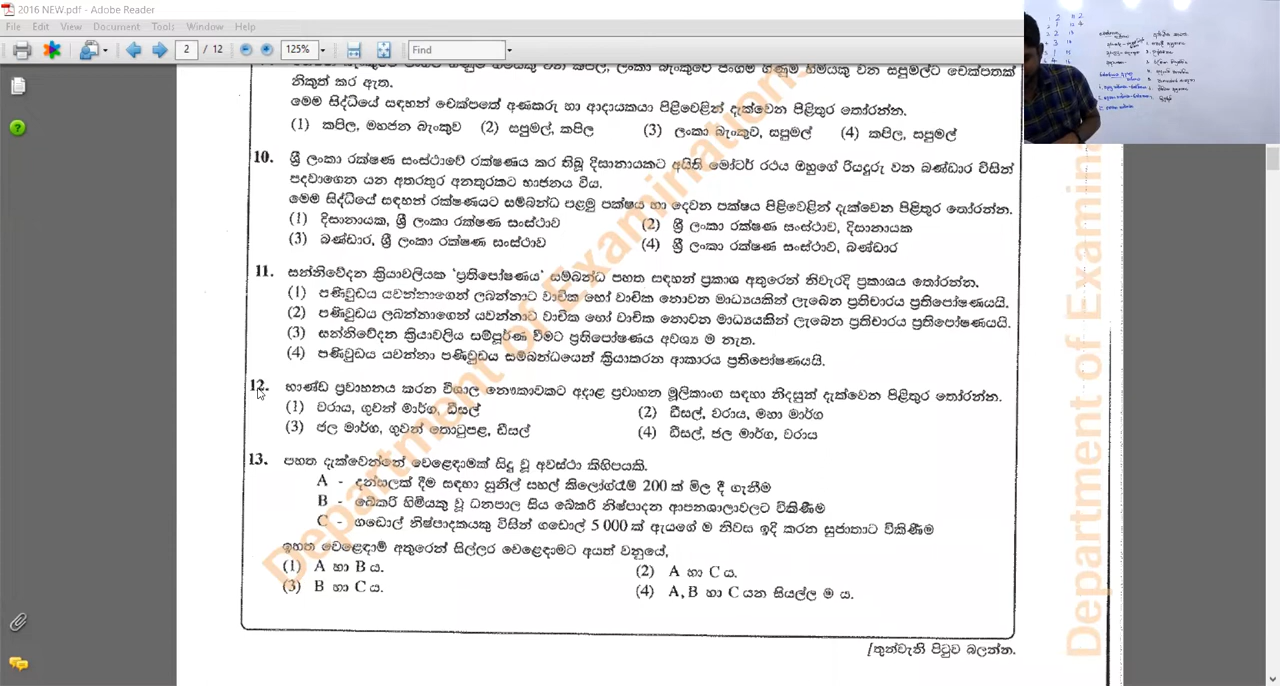 2016 NEW.pdf - Adobe Reader
File Edit View Document Tools Window Help
2 / 12 125% Find
නිකුත් කර ඇත.
මෙම සිද්ධියේ සඳහන් චෙක්පතේ අණකරු හා ආදායකයා පිළිවෙළින් දැක්වෙන පිළිතුර තෝරන්න.
(1) කපිල, මහජන බැංකුව (2) සපුමල්, කපිල (3) ලංකා බැංකුව, සපුමල් (4) කපිල, සපුමල්
10. ශ්‍රී ලංකා රක්ෂණ සංස්ථාවේ රක්ෂණය කර තිබූ දිසානායකට අයිති මෝටර් රථය ඔහුගේ රියදුරු වන බණ්ඩාර විසින්
පදවාගෙන යන අතරතුර අනතුරකට භාජනය විය.
මෙම සිද්ධියේ සඳහන් රක්ෂණයට සම්බන්ධ පළමු පක්ෂය හා දෙවන පක්ෂය පිළිවෙළින් දැක්වෙන පිළිතුර තෝරන්න.
(1) දිසානායක, ශ්‍රී ලංකා රක්ෂණ සංස්ථාව (2) ශ්‍රී ලංකා රක්ෂණ සංස්ථාව, දිසානායක
(3) බණ්ඩාර, ශ්‍රී ලංකා රක්ෂණ සංස්ථාව (4) ශ්‍රී ලංකා රක්ෂණ සංස්ථාව, බණ්ඩාර
11. සන්නිවේදන ක්‍රියාවලියක 'ප්‍රතිපෝෂණය' සම්බන්ධ පහත සඳහන් ප්‍රකාශ අතුරෙන් නිවැරදි ප්‍රකාශය තෝරන්න.
(1) පණිවුඩය යවන්නාගෙන් ලබන්නාට වාචික හෝ වාචික නොවන මාධ්‍යයකින් ලැබෙන ප්‍රතිචාරය ප්‍රතිපෝෂණයයි.
(2) පණිවුඩය ලබන්නාගෙන් යවන්නාට වාචික හෝ වාචික නොවන මාධ්‍යයකින් ලැබෙන ප්‍රතිචාරය ප්‍රතිපෝෂණයයි.
(3) සන්නිවේදන ක්‍රියාවලිය සම්පූර්ණ වීමට ප්‍රතිපෝෂණය අවශ්‍ය ම නැත.
(4) පණිවුඩය යවන්නා පණිවුඩය සම්බන්ධයෙන් ක්‍රියාකරන ආකාරය ප්‍රතිපෝෂණයයි.
12. භාණ්ඩ ප්‍රවාහනය කරන විශාල නෞකාවකට අදාළ ප්‍රවාහන මූලිකාංග සඳහා නිදසුන් දැක්වෙන පිළිතුර තෝරන්න.
(1) වරාය, ගුවන් මාර්ග, ඩීසල් (2) ඩීසල්, වරාය, මහා මාර්ග
(3) ජල මාර්ග, ගුවන් තොටුපළ, ඩීසල් (4) ඩීසල්, ජල මාර්ග, වරාය
13. පහත දැක්වෙන්නේ වෙළෙඳාමක් සිදු වූ අවස්ථා කිහිපයකි.
A - දන්සලක් දීම සඳහා සුනිල් සහල් කිලෝග්රෑම් 200 ක් මිල දී ගැනීම
B - බේකරි හිමියකු වූ ධනපාල සිය බේකරි නිෂ්පාදන ආපනශාලාවලට විකිණීම
C - ගඩොල් නිෂ්පාදකයකු විසින් ගඩොල් 5 000 ක් ඇයගේ ම නිවස ඉදි කරන සුජාතාට විකිණීම
ඉහත වෙළෙඳාම් අතුරෙන් සිල්ලර වෙළෙඳාමට අයත් වනුයේ,
(1) A හා B ය. (2) A හා C ය.
(3) B හා C ය. (4) A, B හා C යන සියල්ල ම ය.
[තුන්වැනි පිටුව බලන්න.
Department of Examinations
Department of Examin